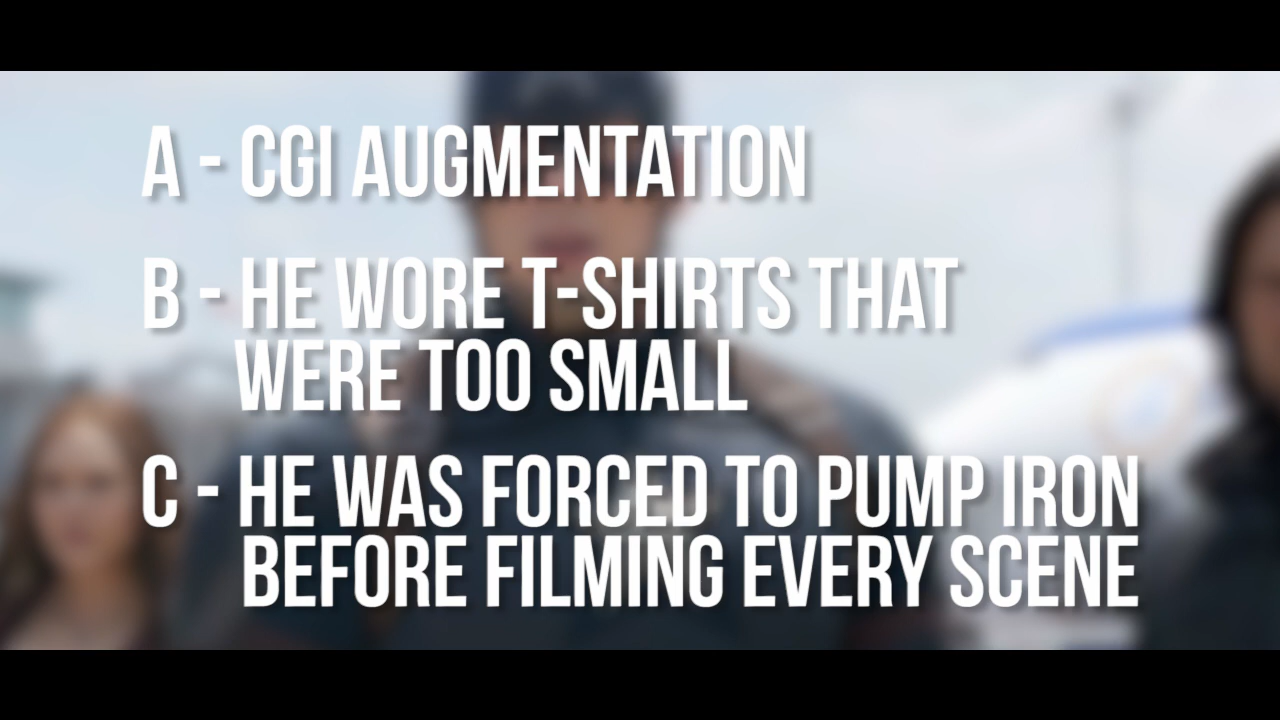 A - CGI AUGMENTATION
B - HE WORE T-SHIRTS THAT
WERE TOO SMALL
C - HE WAS FORCED TO PUMP IRON
BEFORE FILMING EVERY SCENE